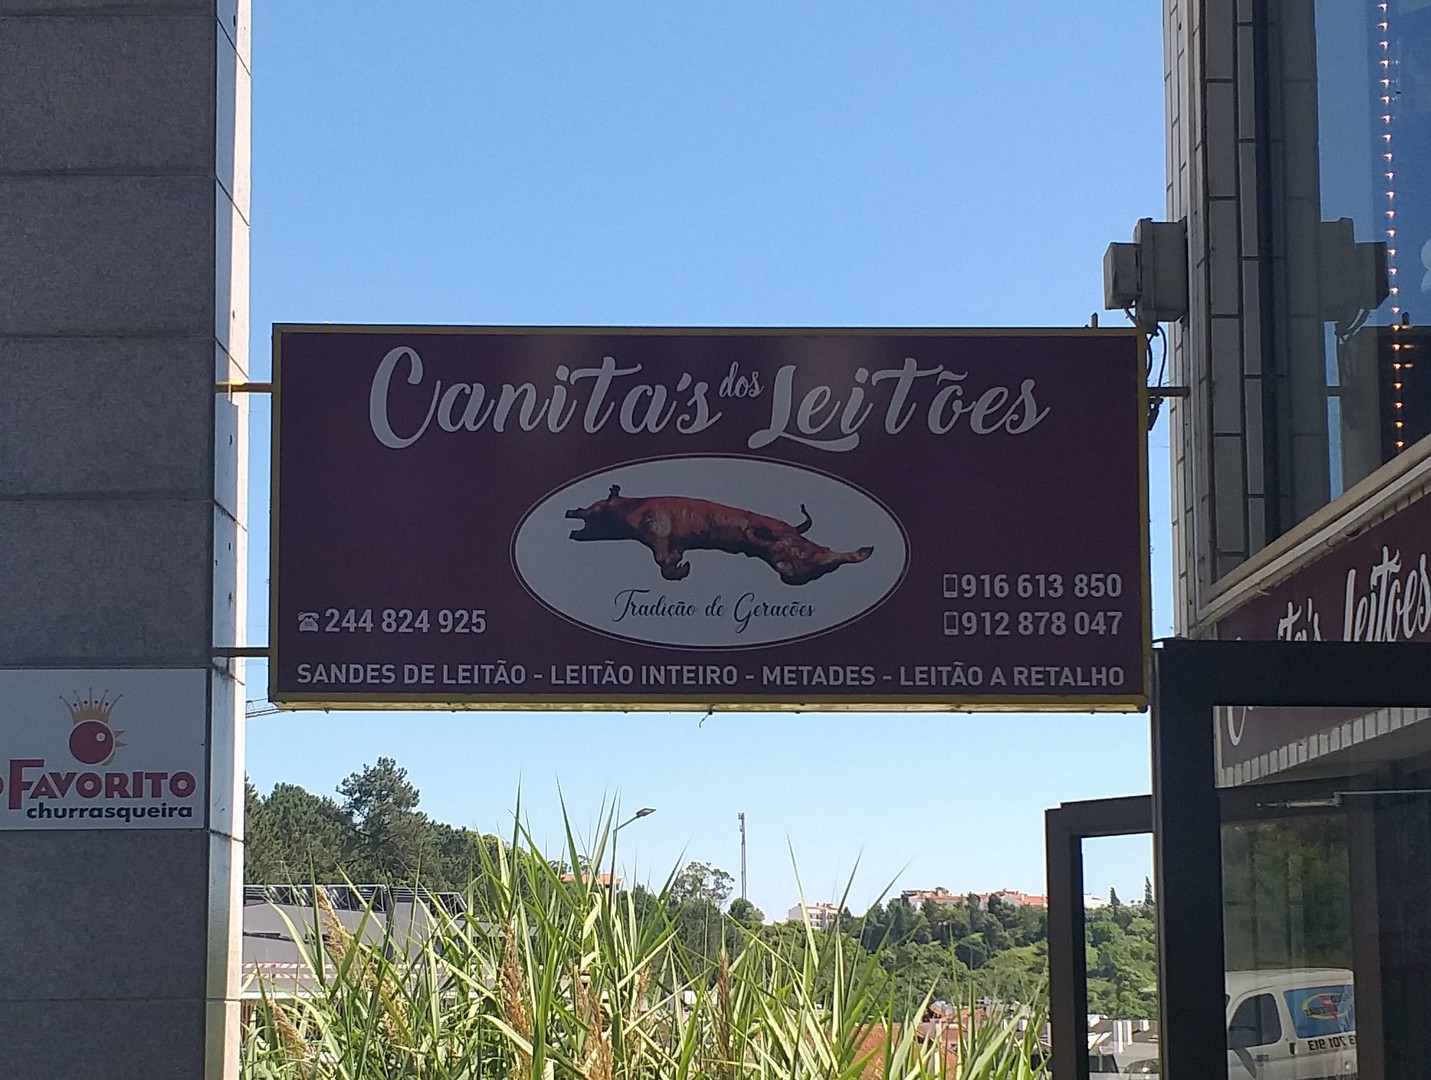 Canita's dos Leitões
Tradição de Gerações
244 824 925
916 613 850
912 878 047
SANDES DE LEITÃO - LEITÃO INTEIRO - METADES - LEITÃO A RETALHO
O FAVORITO
churrasqueira
Leitões